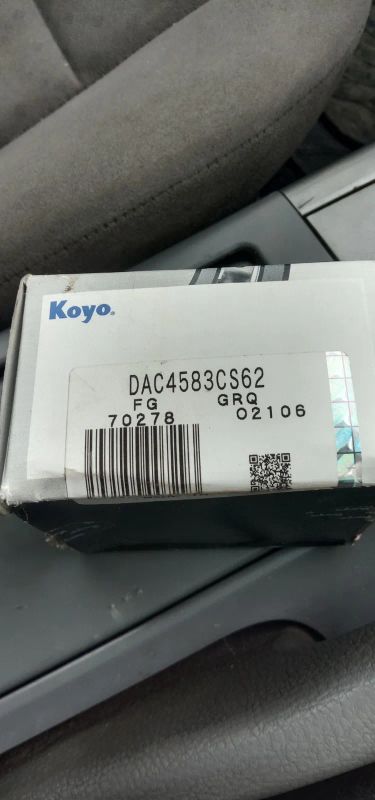 Koyo.
DAC4583CS62
FG GRQ
70278 02106